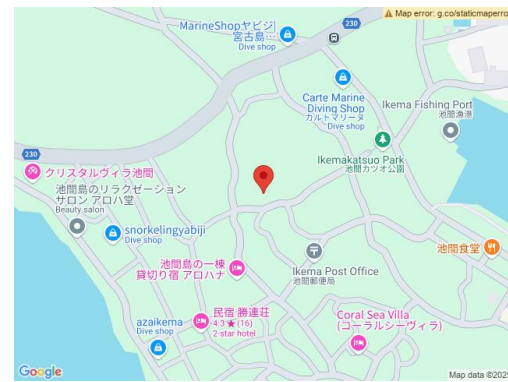 ⚠ Map error: g.co/staticmaperro
MarineShopヤビジ
宮古島…
Dive shop
230
Carte Marine
Diving Shop
カルトマリーヌ
Dive shop
Ikema Fishing Port
池間漁港
Ikemakatsuo Park
池間カツオ公園
230
クリスタルヴィラ池間
池間島のリラクゼーション
サロン アロハ堂
Beauty salon
snorkelingyabiji
Dive shop
池間食堂
池間島の一棟
貸切り宿 アロハナ
Ikema Post Office
池間郵便局
民宿 勝連荘
4.3★(16)
2-star hotel
Coral Sea Villa
(コーラルシーヴィラ)
azaikema
Dive shop
Google
Map data ©2025